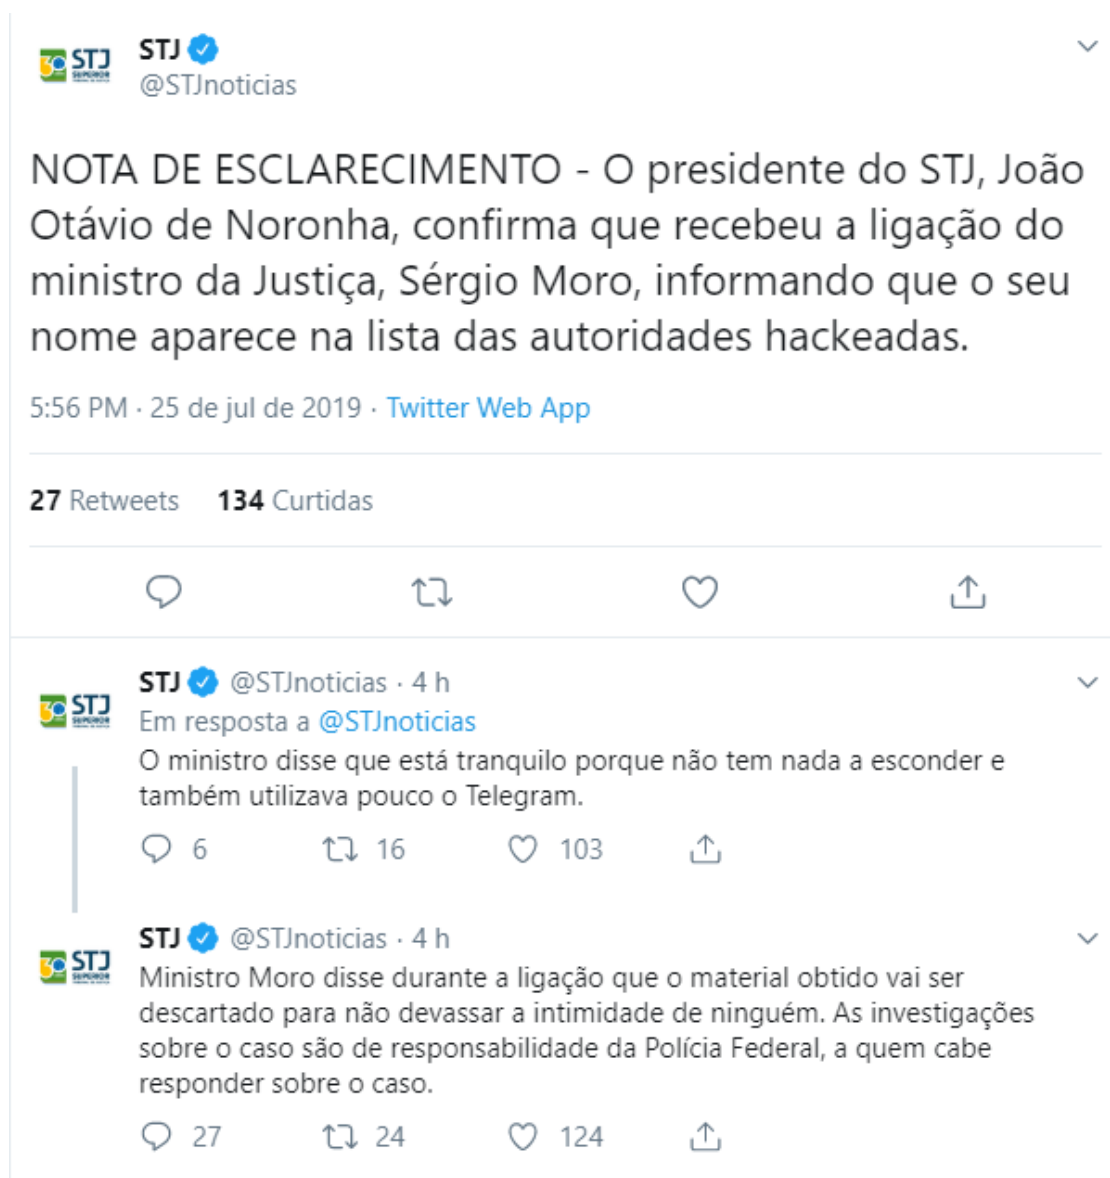 STJ
@STJnoticias
NOTA DE ESCLARECIMENTO - O presidente do STJ, João
Otávio de Noronha, confirma que recebeu a ligação do
ministro da Justiça, Sérgio Moro, informando que o seu
nome aparece na lista das autoridades hackeadas.
5:56 PM · 25 de jul de 2019 · Twitter Web App
27 Retweets 134 Curtidas
STJ @STJnoticias · 4 h
Em resposta a @STJnoticias
O ministro disse que está tranquilo porque não tem nada a esconder e
também utilizava pouco o Telegram.
6 16 103
STJ @STJnoticias · 4 h
Ministro Moro disse durante a ligação que o material obtido vai ser
descartado para não devassar a intimidade de ninguém. As investigações
sobre o caso são de responsabilidade da Polícia Federal, a quem cabe
responder sobre o caso.
27 24 124